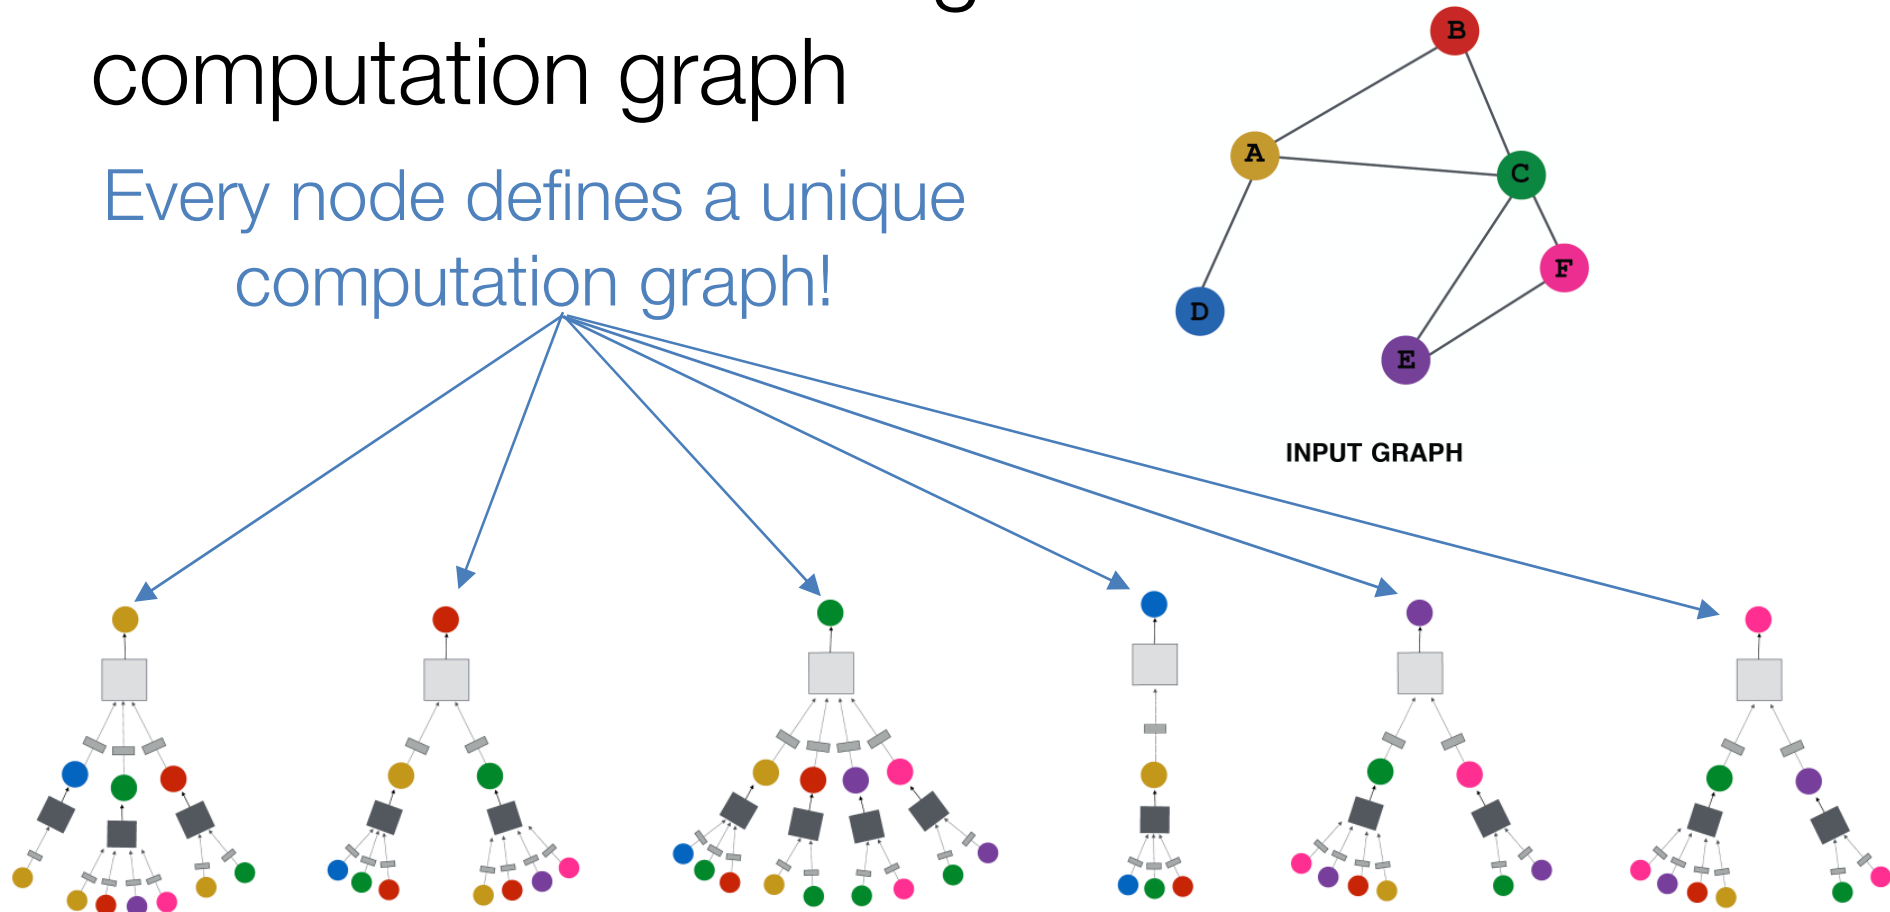 computation graph
Every node defines a unique
computation graph!
B
A
C
F
D
E
INPUT GRAPH